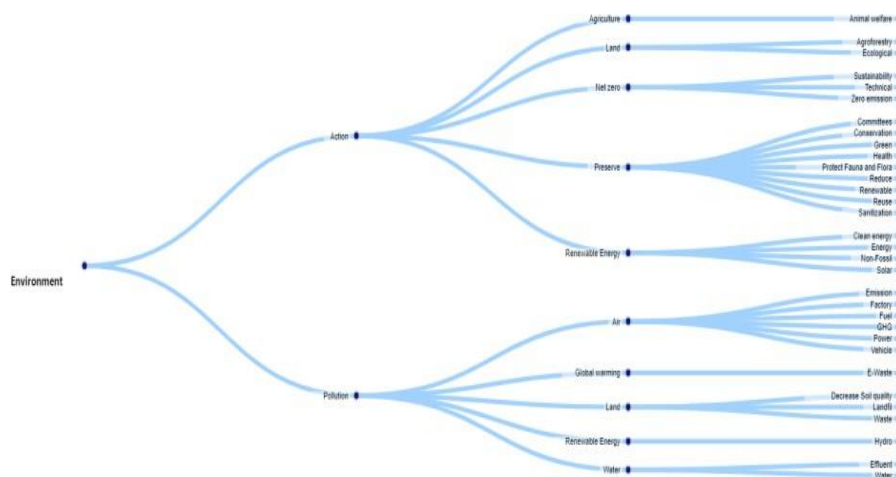 Environment
Action
Agriculture
Animal welfare
Land
Agroforestry
Ecological
Net zero
Sustainability
Technical
Zero emission
Preserve
Committees
Conservation
Green
Health
Protect Fauna and Flora
Reduce
Renewable
Reuse
Sanitization
Renewable Energy
Clean energy
Energy
Non-Fossil
Solar
Pollution
Air
Emission
Factory
Fuel
GHG
Power
Vehicle
Global warming
E-Waste
Land
Decrease Soil quality
Landfil
Waste
Renewable Energy
Hydro
Water
Effluent
Water